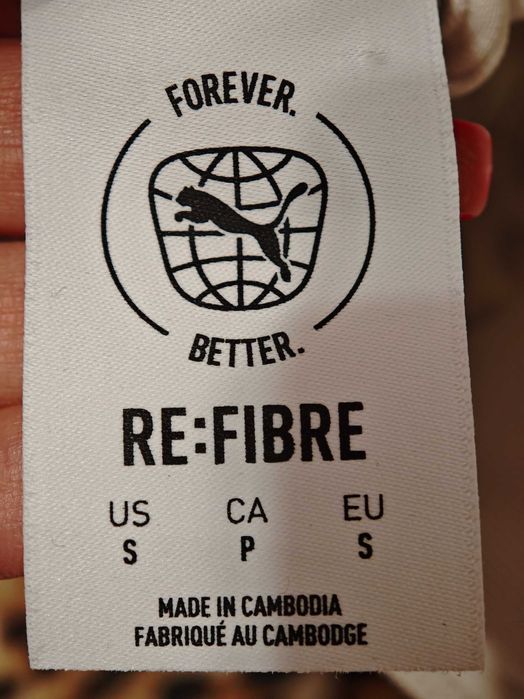 FOREVER.
BETTER.
RE:FIBRE
US CA EU
S P S
MADE IN CAMBODIA
FABRIQUÉ AU CAMBODGE